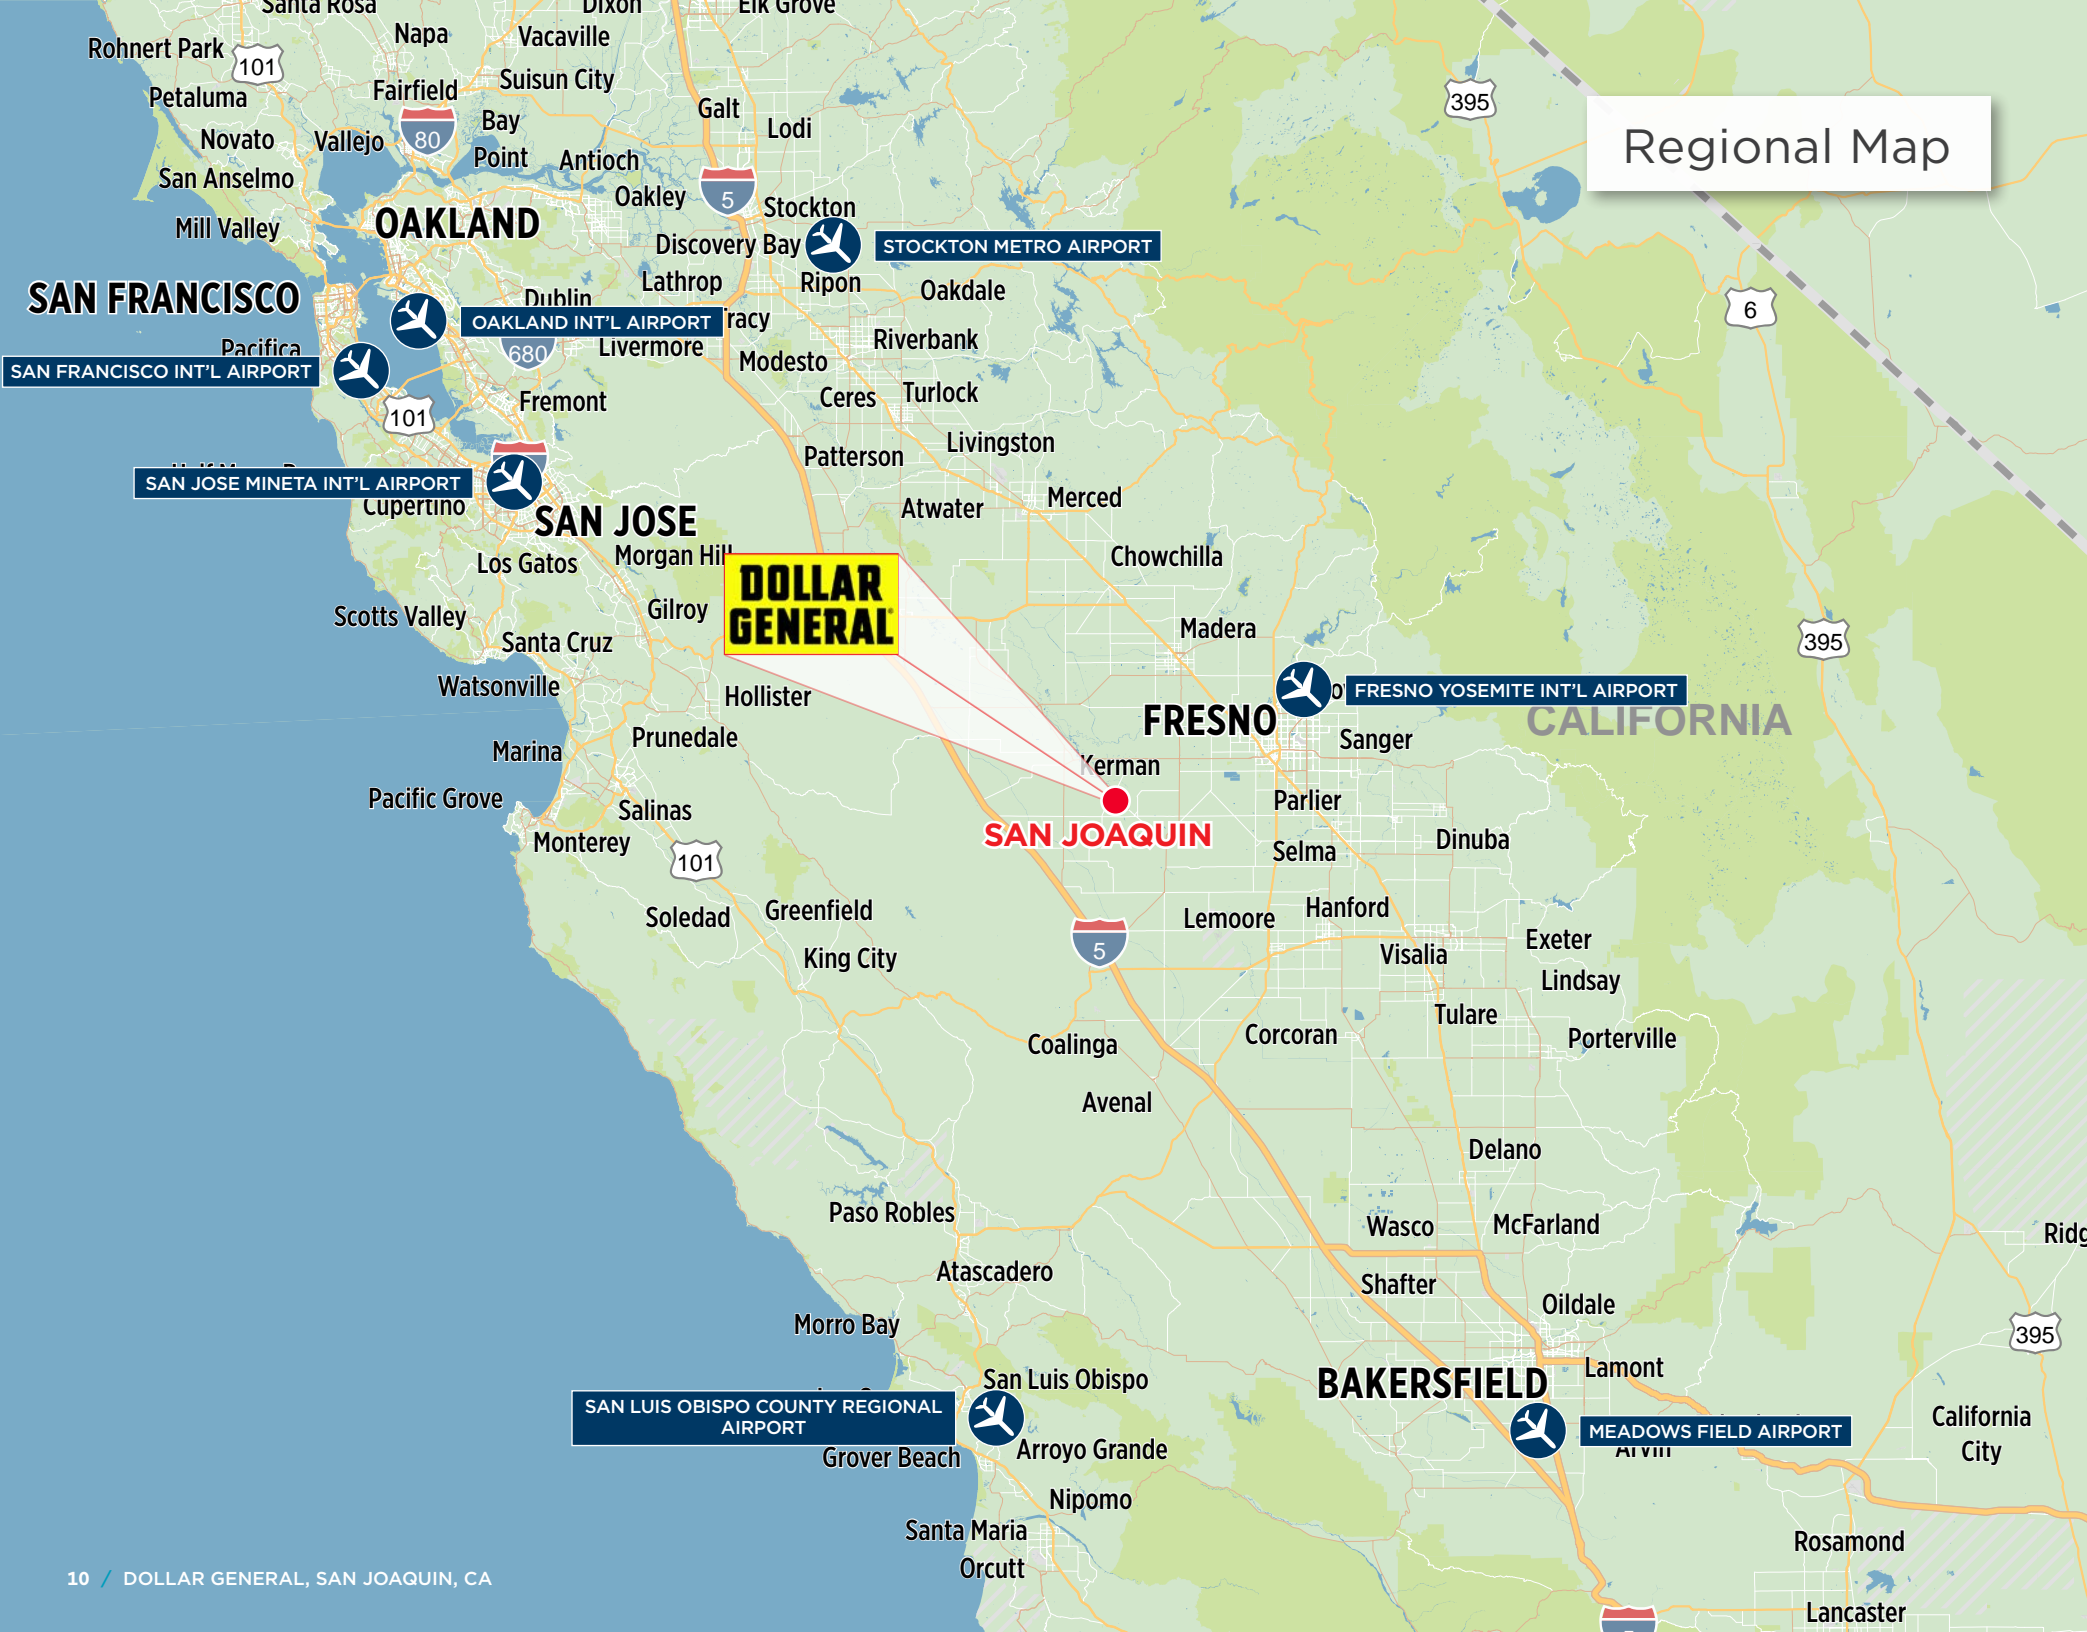 Santa Rosa
Dixon
Elk Grove
Napa
Vacaville
Rohnert Park
101
Suisun City
Petaluma
Fairfield
Galt
395
Bay
Point
Lodi
Novato
Vallejo
80
Regional Map
Antioch
San Anselmo
Oakley
5
Stockton
OAKLAND
Mill Valley
Discovery Bay
STOCKTON METRO AIRPORT
Lathrop
Ripon
Oakdale
SAN FRANCISCO
Dublin
6
OAKLAND INT'L AIRPORT
Riverbank
Pacifica
680
Livermore
Modesto
SAN FRANCISCO INT'L AIRPORT
Ceres
Turlock
101
Fremont
Livingston
Patterson
SAN JOSE MINETA INT'L AIRPORT
Cupertino
Atwater
Merced
SAN JOSE
Morgan Hill
Los Gatos
Chowchilla
DOLLAR
GENERAL
Gilroy
Scotts Valley
Santa Cruz
Madera
395
Watsonville
Hollister
FRESNO YOSEMITE INT'L AIRPORT
FRESNO
CALIFORNIA
Sanger
Marina
Prunedale
Kerman
Pacific Grove
Salinas
Parlier
SAN JOAQUIN
Monterey
101
Selma
Dinuba
Soledad
Greenfield
Lemoore
Hanford
5
King City
Visalia
Exeter
Lindsay
Tulare
Coalinga
Corcoran
Porterville
Avenal
Delano
Paso Robles
Wasco
McFarland
Atascadero
Shafter
Oildale
Morro Bay
395
San Luis Obispo
BAKERSFIELD
Lamont
SAN LUIS OBISPO COUNTY REGIONAL
AIRPORT
California
City
MEADOWS FIELD AIRPORT
Arvin
Grover Beach
Arroyo Grande
Nipomo
Santa Maria
Orcutt
Rosamond
10 / DOLLAR GENERAL, SAN JOAQUIN, CA
Lancaster